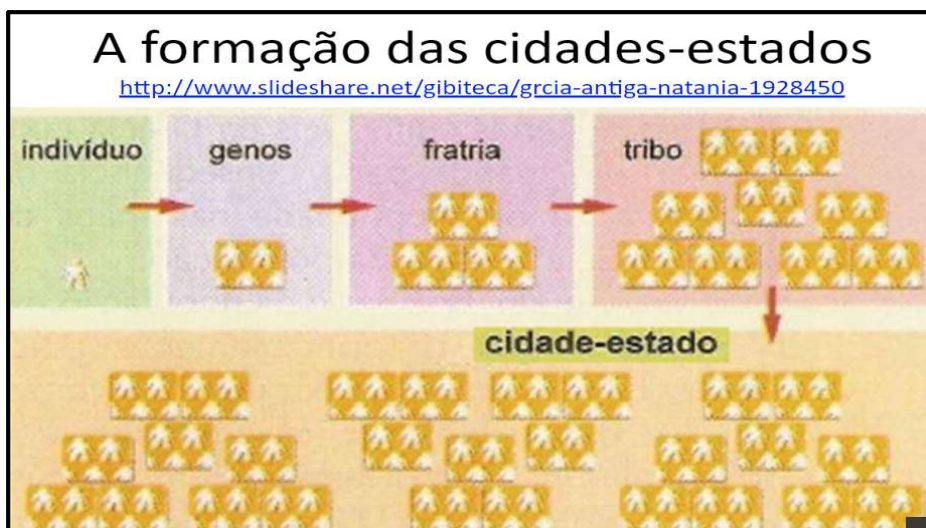 A formação das cidades-estados
http://www.slideshare.net/gibiteca/grcia-antiga-natania-1928450
indivíduo
genos
fratria
tribo
cidade-estado